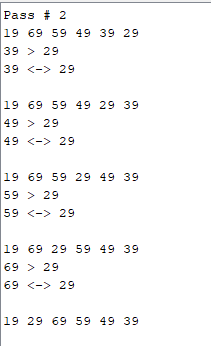 Pass # 2
19 69 59 49 39 29
39 > 29
39 <-> 29

19 69 59 49 29 39
49 > 29
49 <-> 29

19 69 59 29 49 39
59 > 29
59 <-> 29

19 69 29 59 49 39
69 > 29
69 <-> 29

19 29 69 59 49 39